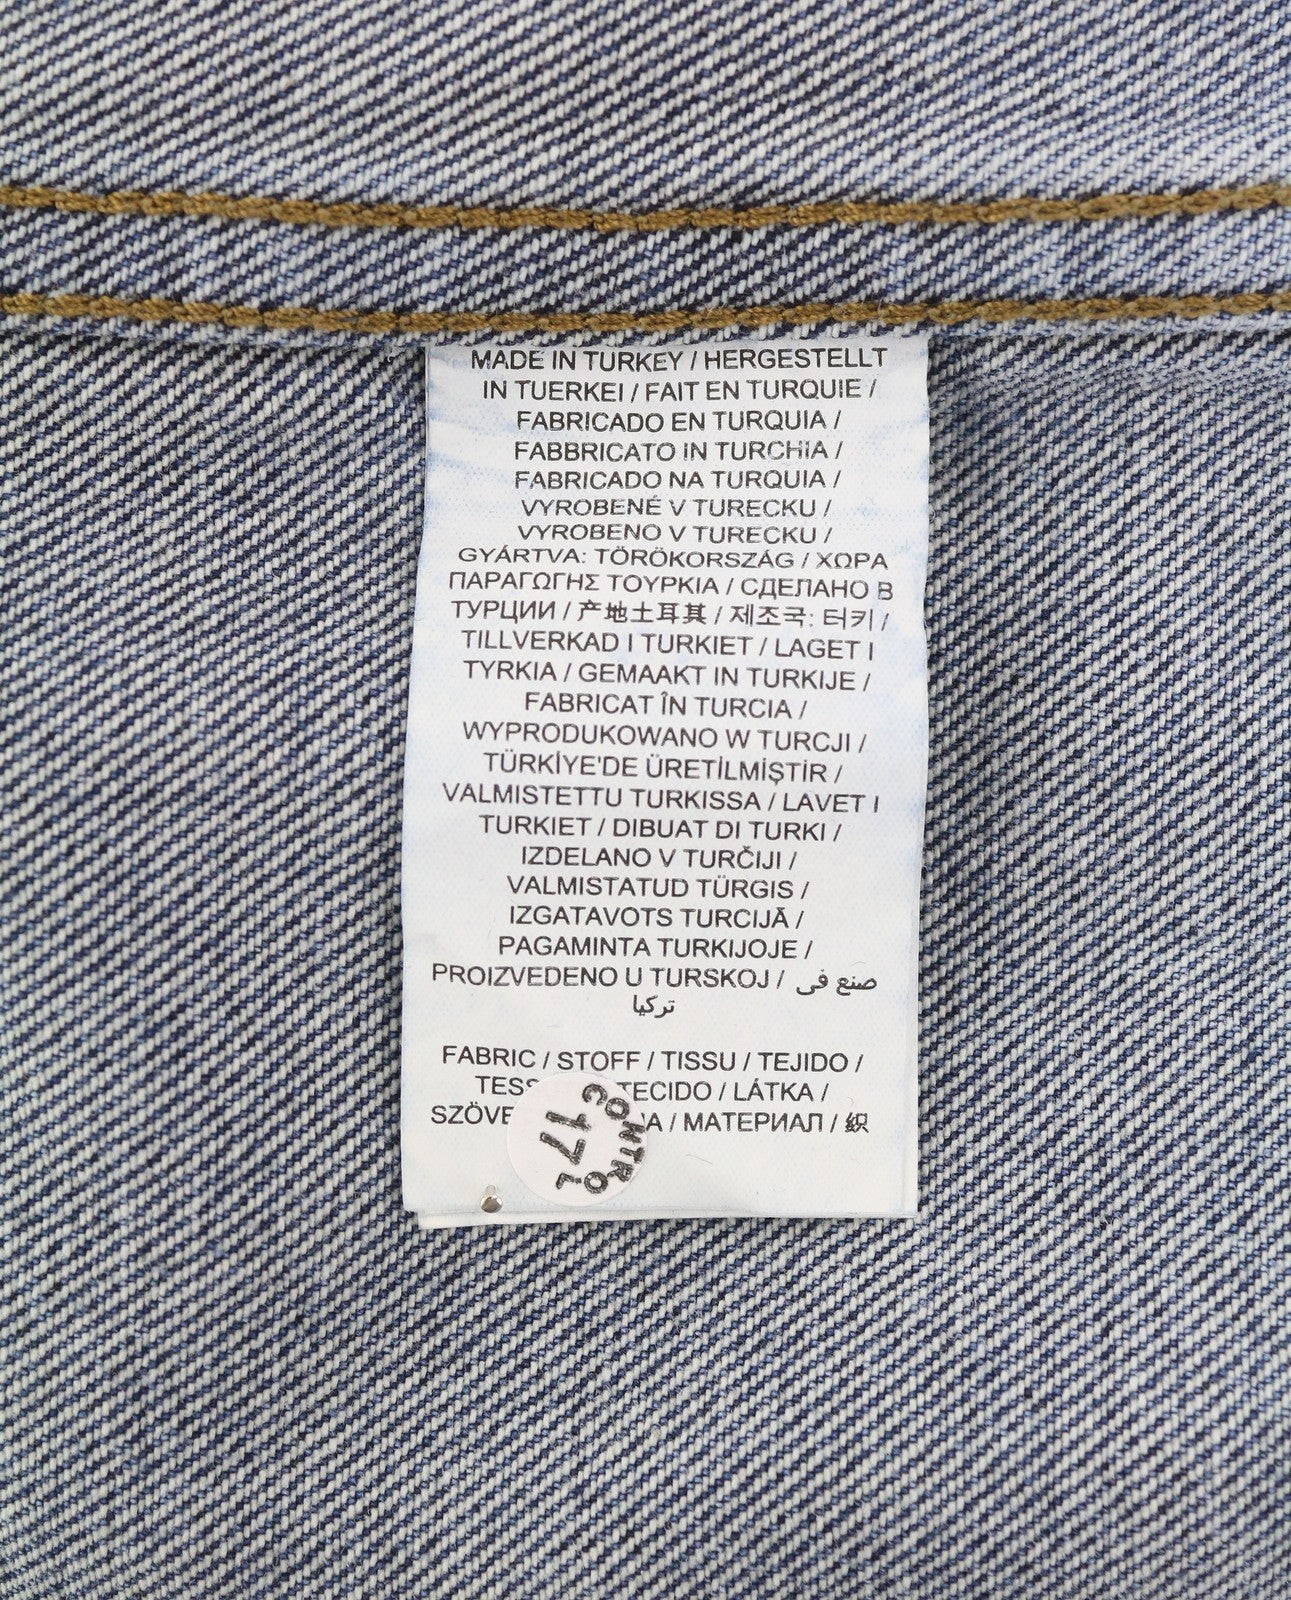 MADE IN TURKEY / HERGESTELLT
IN TUERKEI / FAIT EN TURQUIE /
FABRICADO EN TURQUIA /
FABBRICATO IN TURCHIA /
FABRICADO NA TURQUIA /
VYROBENÉ V TURECKU /
VYROBENO V TURECKU /
GYÁRTVA: TÖRÖKORSZÁG / ΧΩΡΑ
ΠΑΡΑΓΩΓΗΣ ΤΟΥΡΚΙΑ / СДЕЛАНО В
ТУРЦИИ / 产地土耳其 / 제조국: 터키 /
TILLVERKAD I TURKIET / LAGET I
TYRKIA / GEMAAKT IN TURKIJE /
FABRICAT ÎN TURCIA /
WYPRODUKOWANO W TURCJI /
TÜRKİYE'DE ÜRETİLMİŞTİR /
VALMISTETTU TURKISSA / LAVET I
TURKIET / DIBUAT DI TURKI /
IZDELANO V TURČIJI /
VALMISTATUD TÜRGIS /
IZGATAVOTS TURCIJĀ /
PAGAMINTA TURKIJOJE /
PROIZVEDENO U TURSKOJ / صنع في
تركيا
FABRIC / STOFF / TISSU / TEJIDO /
TESS ECIDO / LÁTKA /
SZÖVE / МАТЕРИАЛ / 织
CONTROL
17